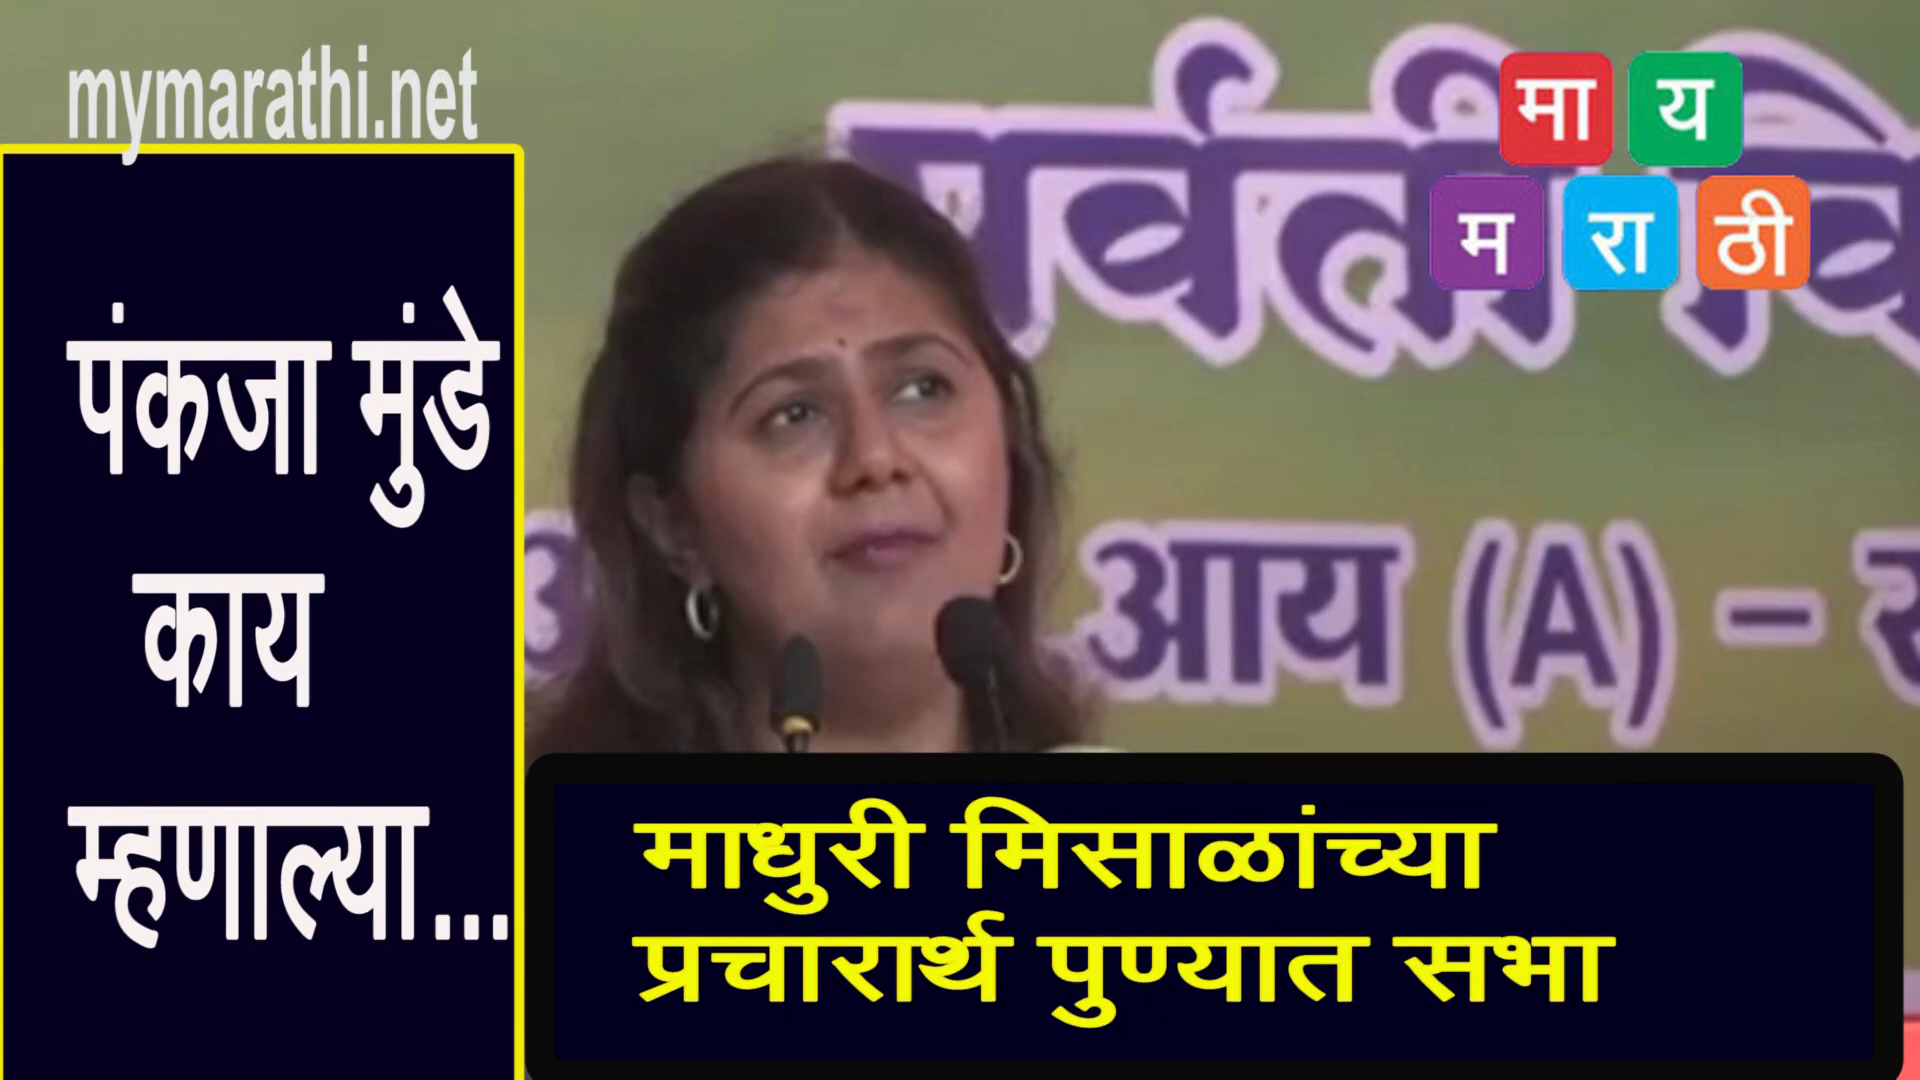 mymarathi.net
मा य
म रा ठी
पंकजा मुंडे
काय
म्हणाल्या...
आय (A) –
माधुरी मिसाळांच्या
प्रचारार्थ पुण्यात सभा